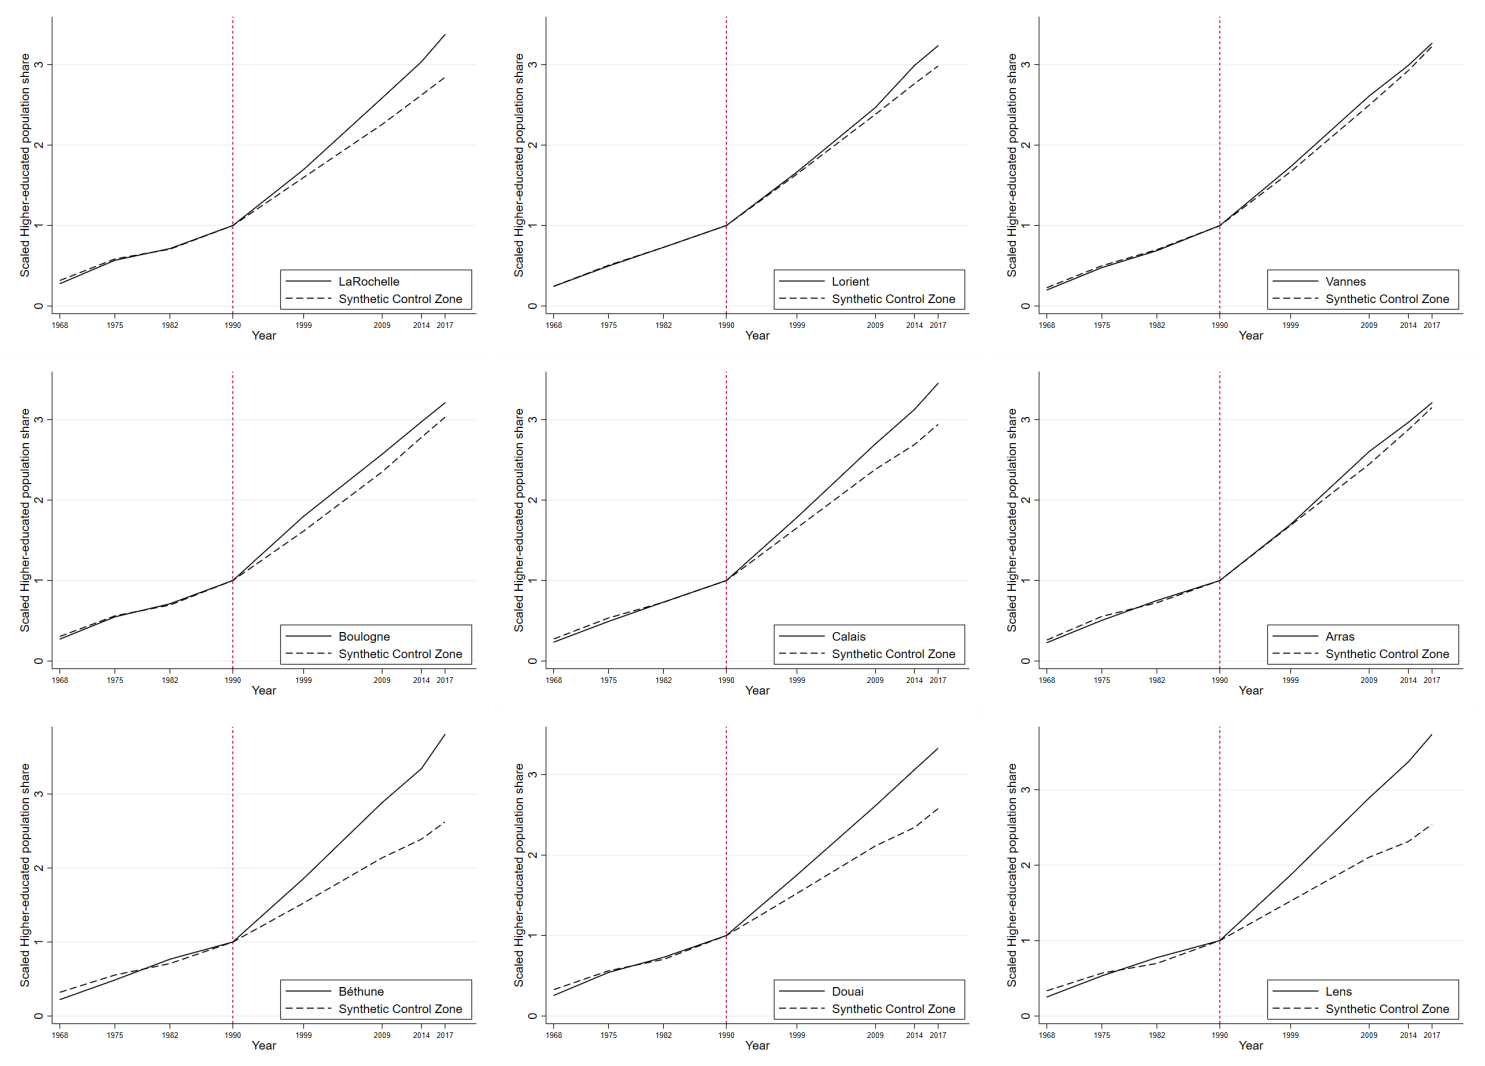 Scaled Higher-educated population share
3
2
1
0
LaRochelle
Synthetic Control Zone
1968 1975 1982 1990 1999 2009 2014 2017
Year
Scaled Higher-educated population share
3
2
1
0
Lorient
Synthetic Control Zone
1968 1975 1982 1990 1999 2009 2014 2017
Year
Scaled Higher-educated population share
3
2
1
0
Vannes
Synthetic Control Zone
1968 1975 1982 1990 1999 2009 2014 2017
Year
Scaled Higher-educated population share
3
2
1
0
Boulogne
Synthetic Control Zone
1968 1975 1982 1990 1999 2009 2014 2017
Year
Scaled Higher-educated population share
3
2
1
0
Calais
Synthetic Control Zone
1968 1975 1982 1990 1999 2009 2014 2017
Year
Scaled Higher-educated population share
3
2
1
0
Arras
Synthetic Control Zone
1968 1975 1982 1990 1999 2009 2014 2017
Year
Scaled Higher-educated population share
3
2
1
0
Béthune
Synthetic Control Zone
1968 1975 1982 1990 1999 2009 2014 2017
Year
Scaled Higher-educated population share
3
2
1
0
Douai
Synthetic Control Zone
1968 1975 1982 1990 1999 2009 2014 2017
Year
Scaled Higher-educated population share
3
2
1
0
Lens
Synthetic Control Zone
1968 1975 1982 1990 1999 2009 2014 2017
Year